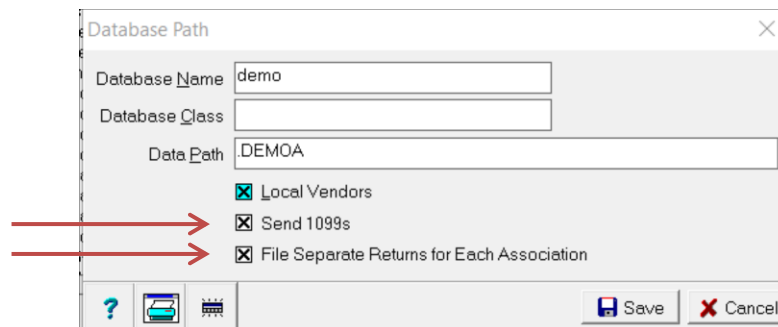 Database Path
Database Name demo
Database Class
Data Path .DEMOA
Local Vendors
Send 1099s
File Separate Returns for Each Association
? Save Cancel